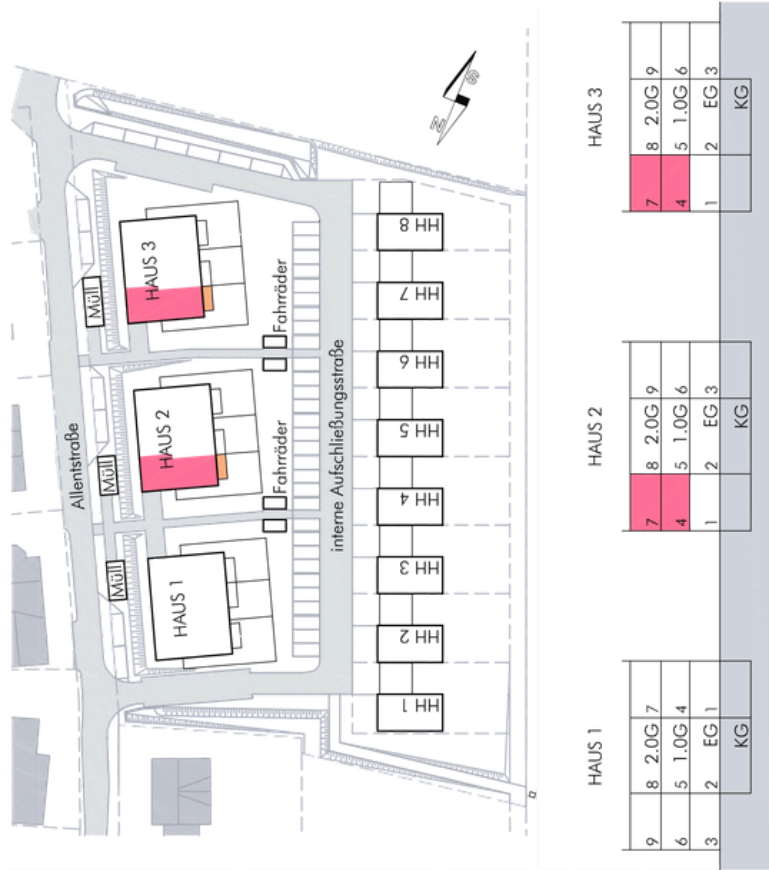 Allentstraße
Müll
Müll
Müll
HAUS 1
HAUS 2
HAUS 3
Fahrräder
Fahrräder
interne Aufschließungsstraße
N
S
HH 1
HH 2
HH 3
HH 4
HH 5
HH 6
HH 7
HH 8
HAUS 1
9 8 2.OG 7
6 5 1.OG 4
3 2 EG 1
KG
HAUS 2
7 8 2.OG 9
4 5 1.OG 6
1 2 EG 3
KG
HAUS 3
7 8 2.OG 9
4 5 1.OG 6
1 2 EG 3
KG